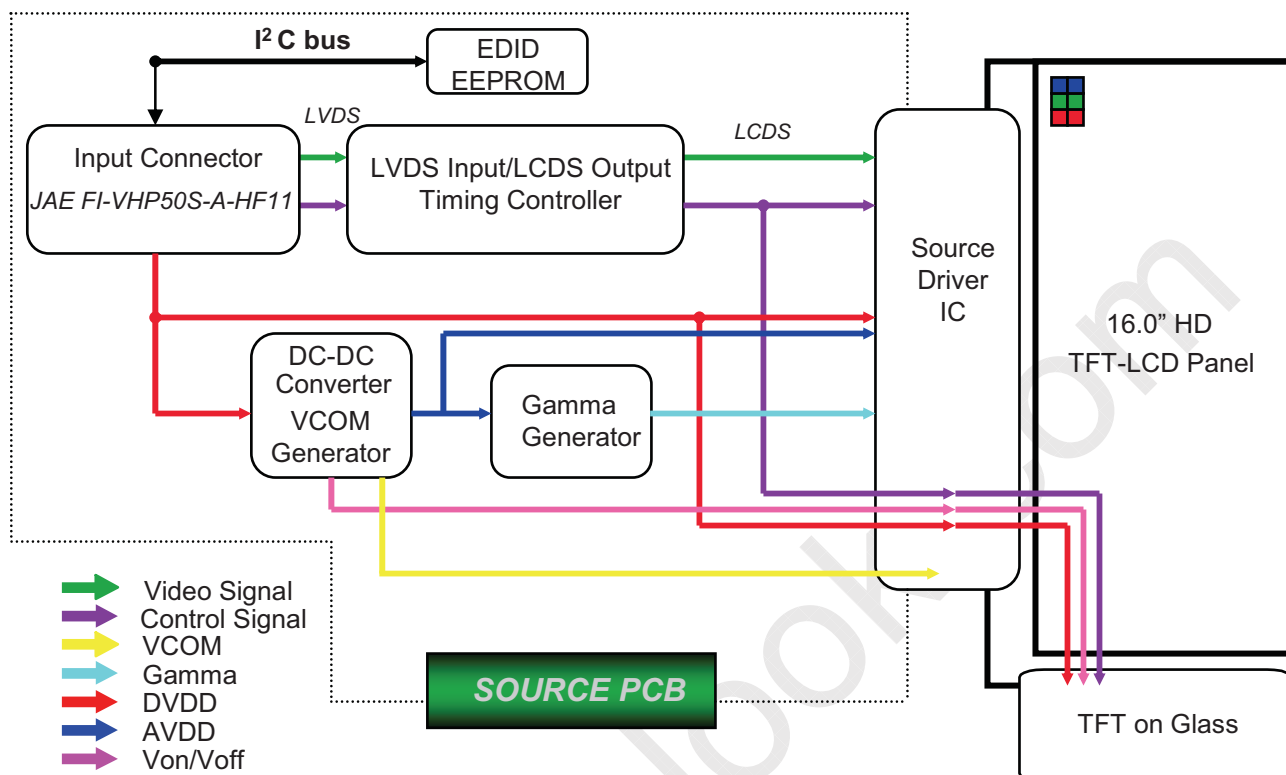 I² C bus
EDID
EEPROM
LVDS
LCDS
Input Connector
JAE FI-VHP50S-A-HF11
LVDS Input/LCDS Output
Timing Controller
Source
Driver
IC
16.0” HD
TFT-LCD Panel
DC-DC
Converter
VCOM
Generator
Gamma
Generator
Video Signal
Control Signal
VCOM
Gamma
DVDD
AVDD
Von/Voff
SOURCE PCB
TFT on Glass
look.com